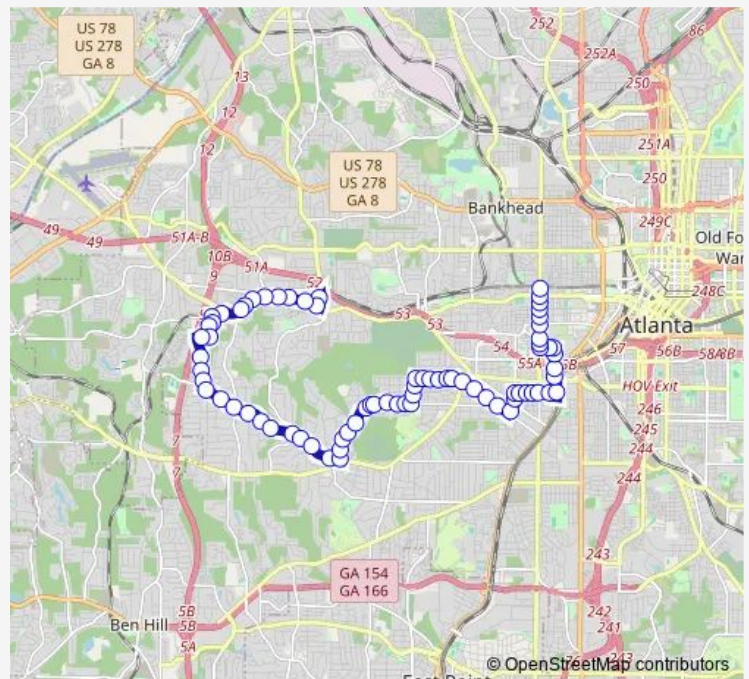 252
86
US 78
US 278
GA 8
252A
13
250
12
251A
12
US 78
US 278
GA 8
250
Bankhead
249C
49
49
51A-B
Old Fo
10B
51A
War
9
52
248C
53
53
Atlanta
54
57
56B
58A8B
55A
HOV Exit
246
245
7
244
7
244
243
GA 154
GA 166
5B
242
Ben Hill
5B
241
5A
© OpenStreetMap contributors